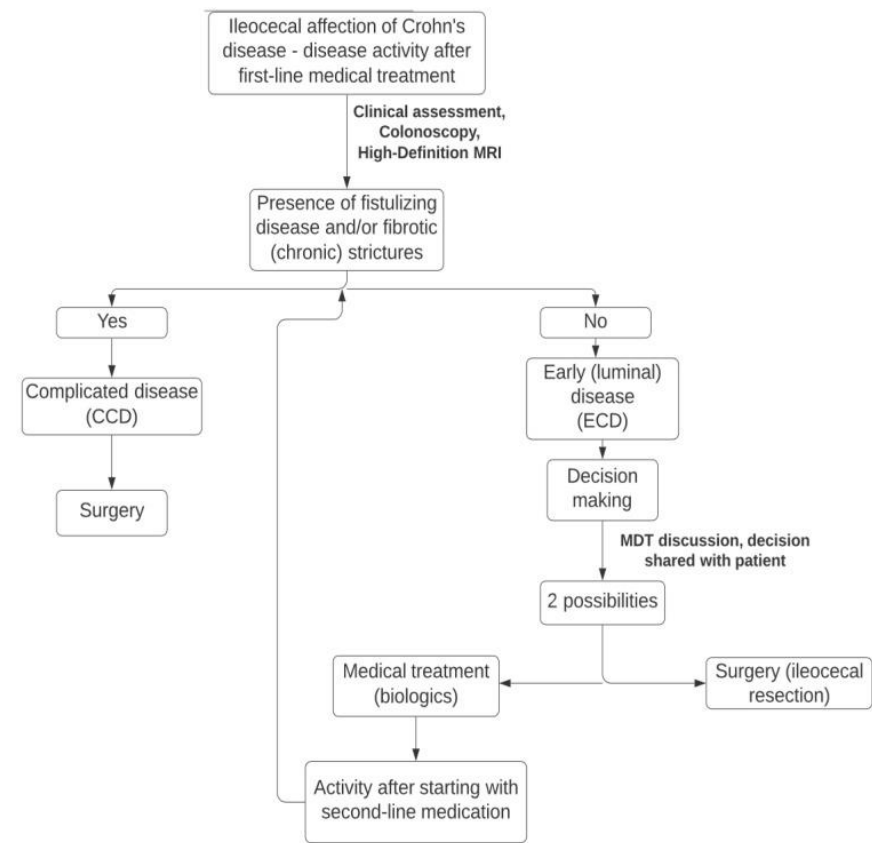 Ileocecal affection of Crohn's
disease - disease activity after
first-line medical treatment
Clinical assessment,
Colonoscopy,
High-Definition MRI
Presence of fistulizing
disease and/or fibrotic
(chronic) strictures
Yes
No
Complicated disease
(CCD)
Early (luminal)
disease
(ECD)
Surgery
Decision
making
MDT discussion, decision
shared with patient
2 possibilities
Medical treatment
(biologics)
Surgery (ileocecal
resection)
Activity after starting with
second-line medication